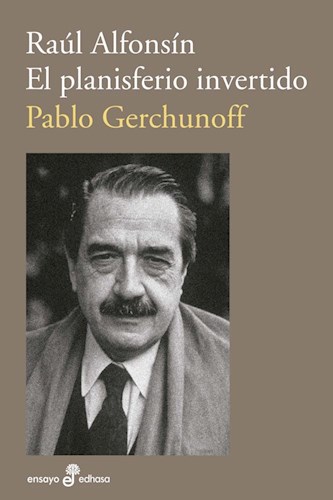 Raúl Alfonsín
El planisferio invertido
Pablo Gerchunoff
ensayo edhasa